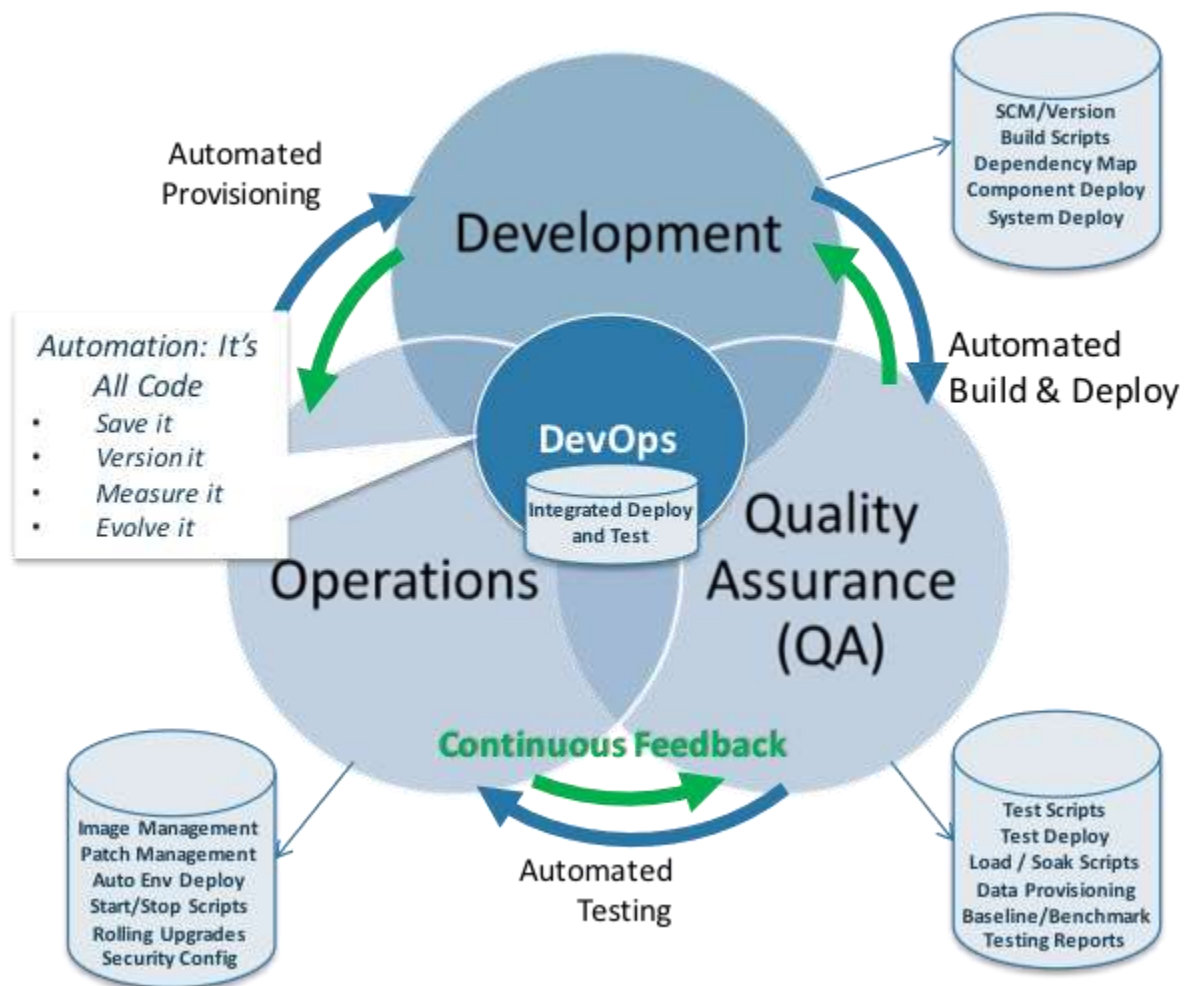 SCM/Version
Build Scripts
Dependency Map
Component Deploy
System Deploy
Automated
Provisioning
Development
Automation: It's
All Code
• Save it
• Version it
• Measure it
• Evolve it
Automated
Build & Deploy
DevOps
Integrated Deploy
and Test
Operations
Quality
Assurance
(QA)
Continuous Feedback
Automated
Testing
Image Management
Patch Management
Auto Env Deploy
Start/Stop Scripts
Rolling Upgrades
Security Config
Test Scripts
Test Deploy
Load / Soak Scripts
Data Provisioning
Baseline/Benchmark
Testing Reports